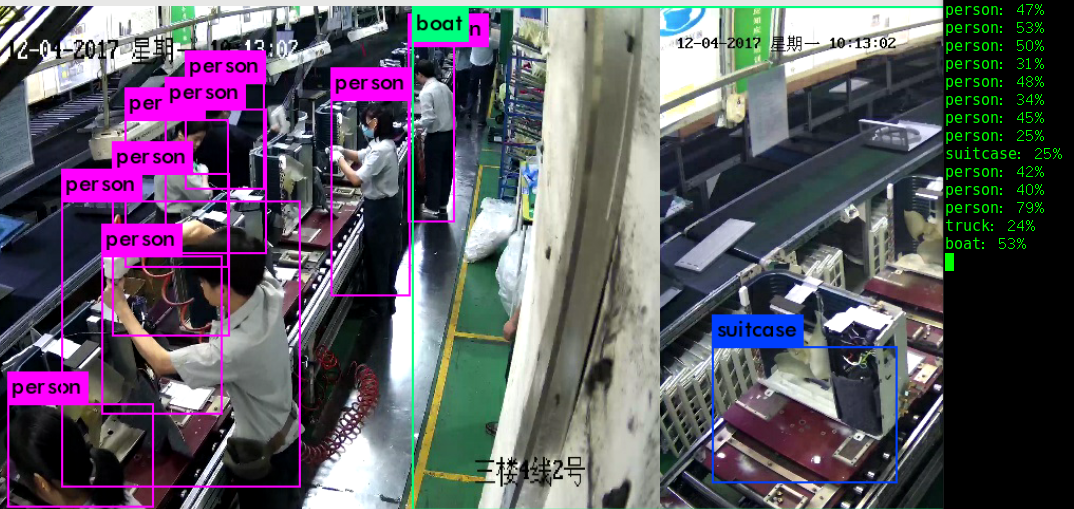 12-04-2017 星期一 10:13:02
person
person
per
person
person
person
person
person
boat
n
三楼4线2号
12-04-2017 星期一 10:13:02
suitcase
person: 47%
person: 53%
person: 50%
person: 31%
person: 48%
person: 34%
person: 45%
person: 25%
suitcase: 25%
person: 42%
person: 40%
person: 79%
truck: 24%
boat: 53%